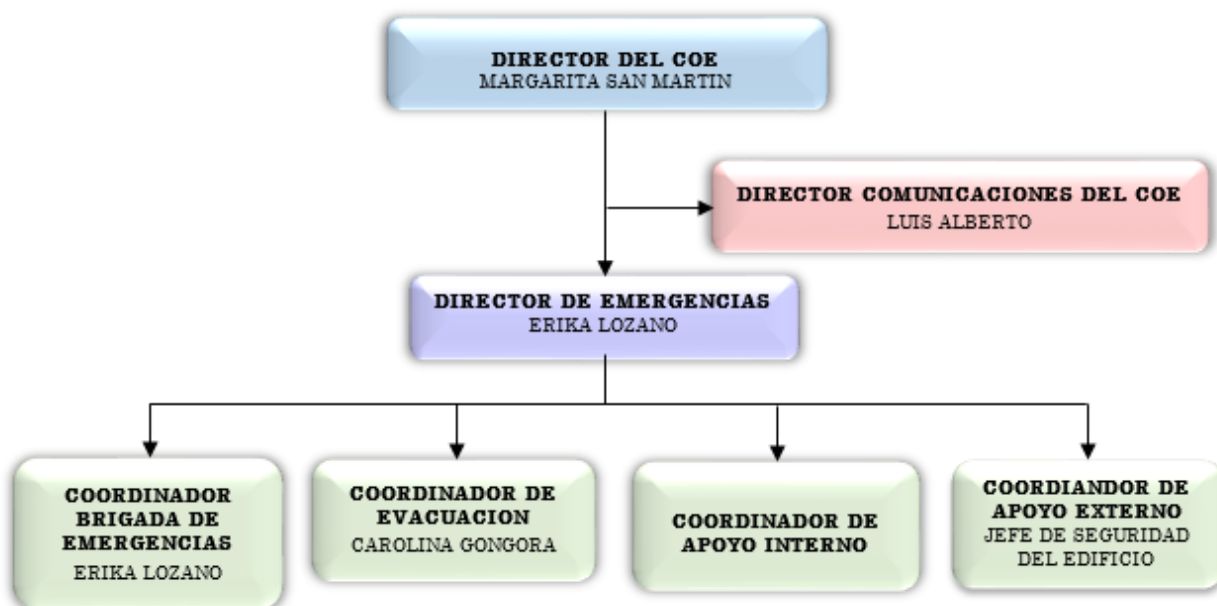 DIRECTOR DEL COE
MARGARITA SAN MARTIN
DIRECTOR COMUNICACIONES DEL COE
LUIS ALBERTO
DIRECTOR DE EMERGENCIAS
ERIKA LOZANO
COORDINADOR
BRIGADA DE
EMERGENCIAS
ERIKA LOZANO
COORDINADOR DE
EVACUACION
CAROLINA GONGORA
COORDINADOR DE
APOYO INTERNO
COORDIANDOR DE
APOYO EXTERNO
JEFE DE SEGURIDAD
DEL EDIFICIO